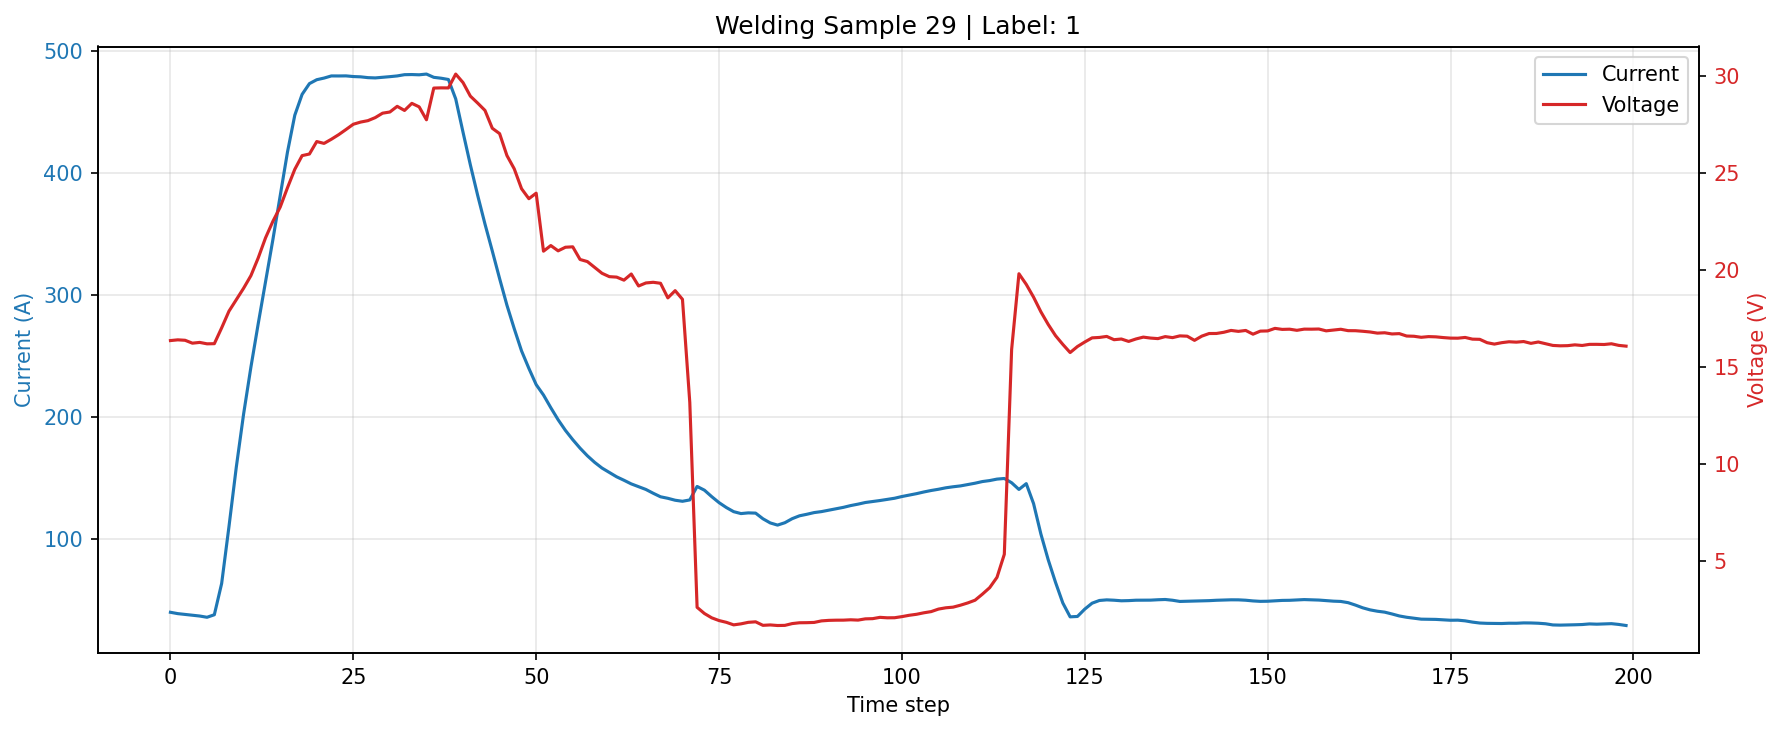 Welding Sample 29 | Label: 1
Current
Voltage
500
400
300
200
100
Current (A)
30
25
20
15
10
5
Voltage (V)
0 25 50 75 100 125 150 175 200
Time step